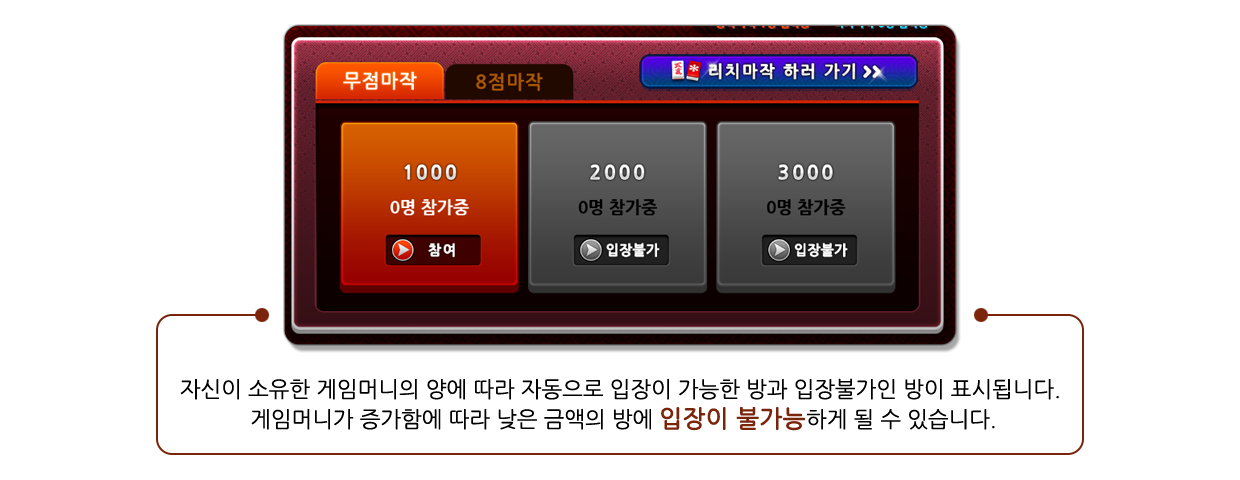 리치마작 하러 가기
무점마작 8점마작
1000 2000 3000
0명 참가중 0명 참가중 0명 참가중
참여 입장불가 입장불가
자신이 소유한 게임머니의 양에 따라 자동으로 입장이 가능한 방과 입장불가인 방이 표시됩니다.
게임머니가 증가함에 따라 낮은 금액의 방에 입장이 불가능하게 될 수 있습니다.